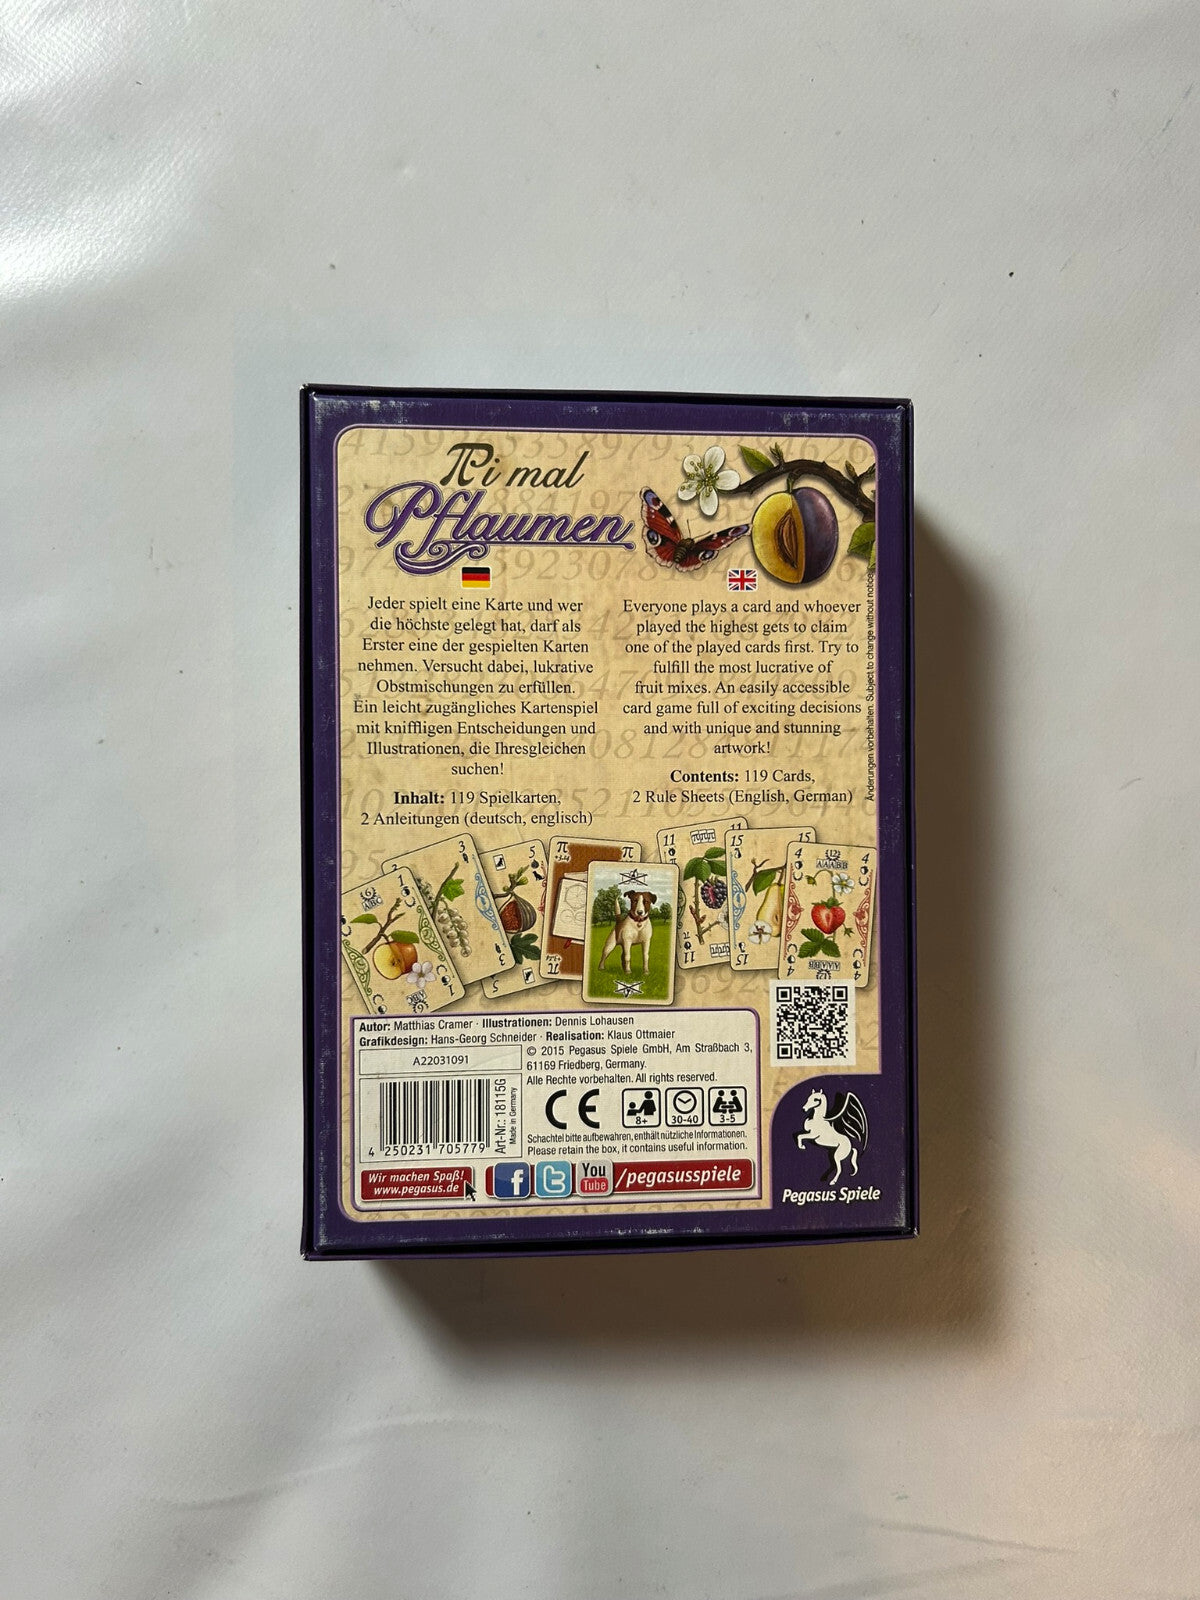 πi mal
Pflaumen
Jeder spielt eine Karte und wer
die höchste gelegt hat, darf als
Erster eine der gespielten Karten
nehmen. Versucht dabei, lukrative
Obstmischungen zu erfüllen.
Ein leicht zugängliches Kartenspiel
mit kniffligen Entscheidungen und
Illustrationen, die Ihresgleichen
suchen!
Inhalt: 119 Spielkarten,
2 Anleitungen (deutsch, englisch)
Everyone plays a card and whoever
played the highest gets to claim
one of the played cards first. Try to
fulfill the most lucrative of
fruit mixes. An easily accessible
card game full of exciting decisions
and with unique and stunning
artwork!
Contents: 119 Cards,
2 Rule Sheets (English, German)
Änderungen vorbehalten. Subject to change without notice.
Autor: Matthias Cramer · Illustrationen: Dennis Lohausen
Grafikdesign: Hans-Georg Schneider · Realisation: Klaus Ottmaier
A22031091
© 2015 Pegasus Spiele GmbH, Am Straßbach 3,
61169 Friedberg, Germany.
Alle Rechte vorbehalten. All rights reserved.
4 250231 705779
Art-Nr.: 18115G
Made in Germany
CE
8+
30-40
3-5
Schachtel bitte aufbewahren, enthält nützliche Informationen.
Please retain the box, it contains useful information.
Wir machen Spaß!
www.pegasus.de
f
t
You
Tube
/pegasusspiele
Pegasus Spiele